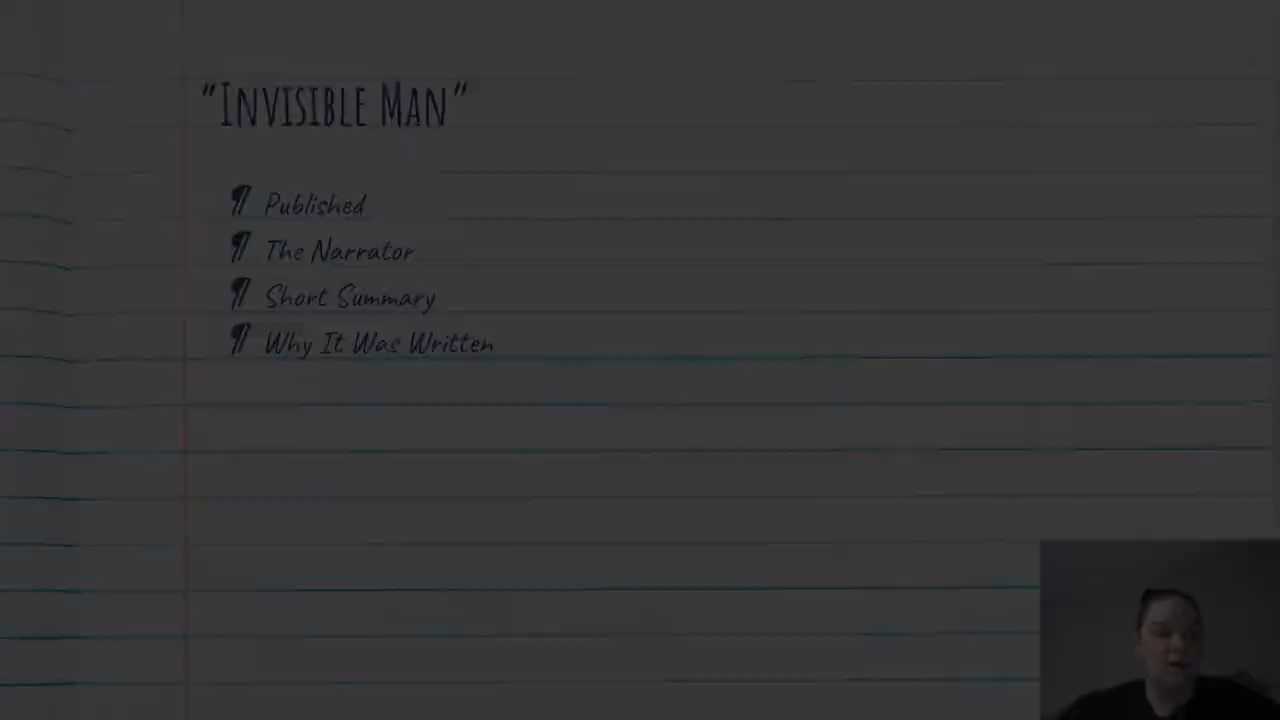 "Invisible Man"
¶ Published
¶ The Narrator
¶ Short Summary
¶ Why It Was Written